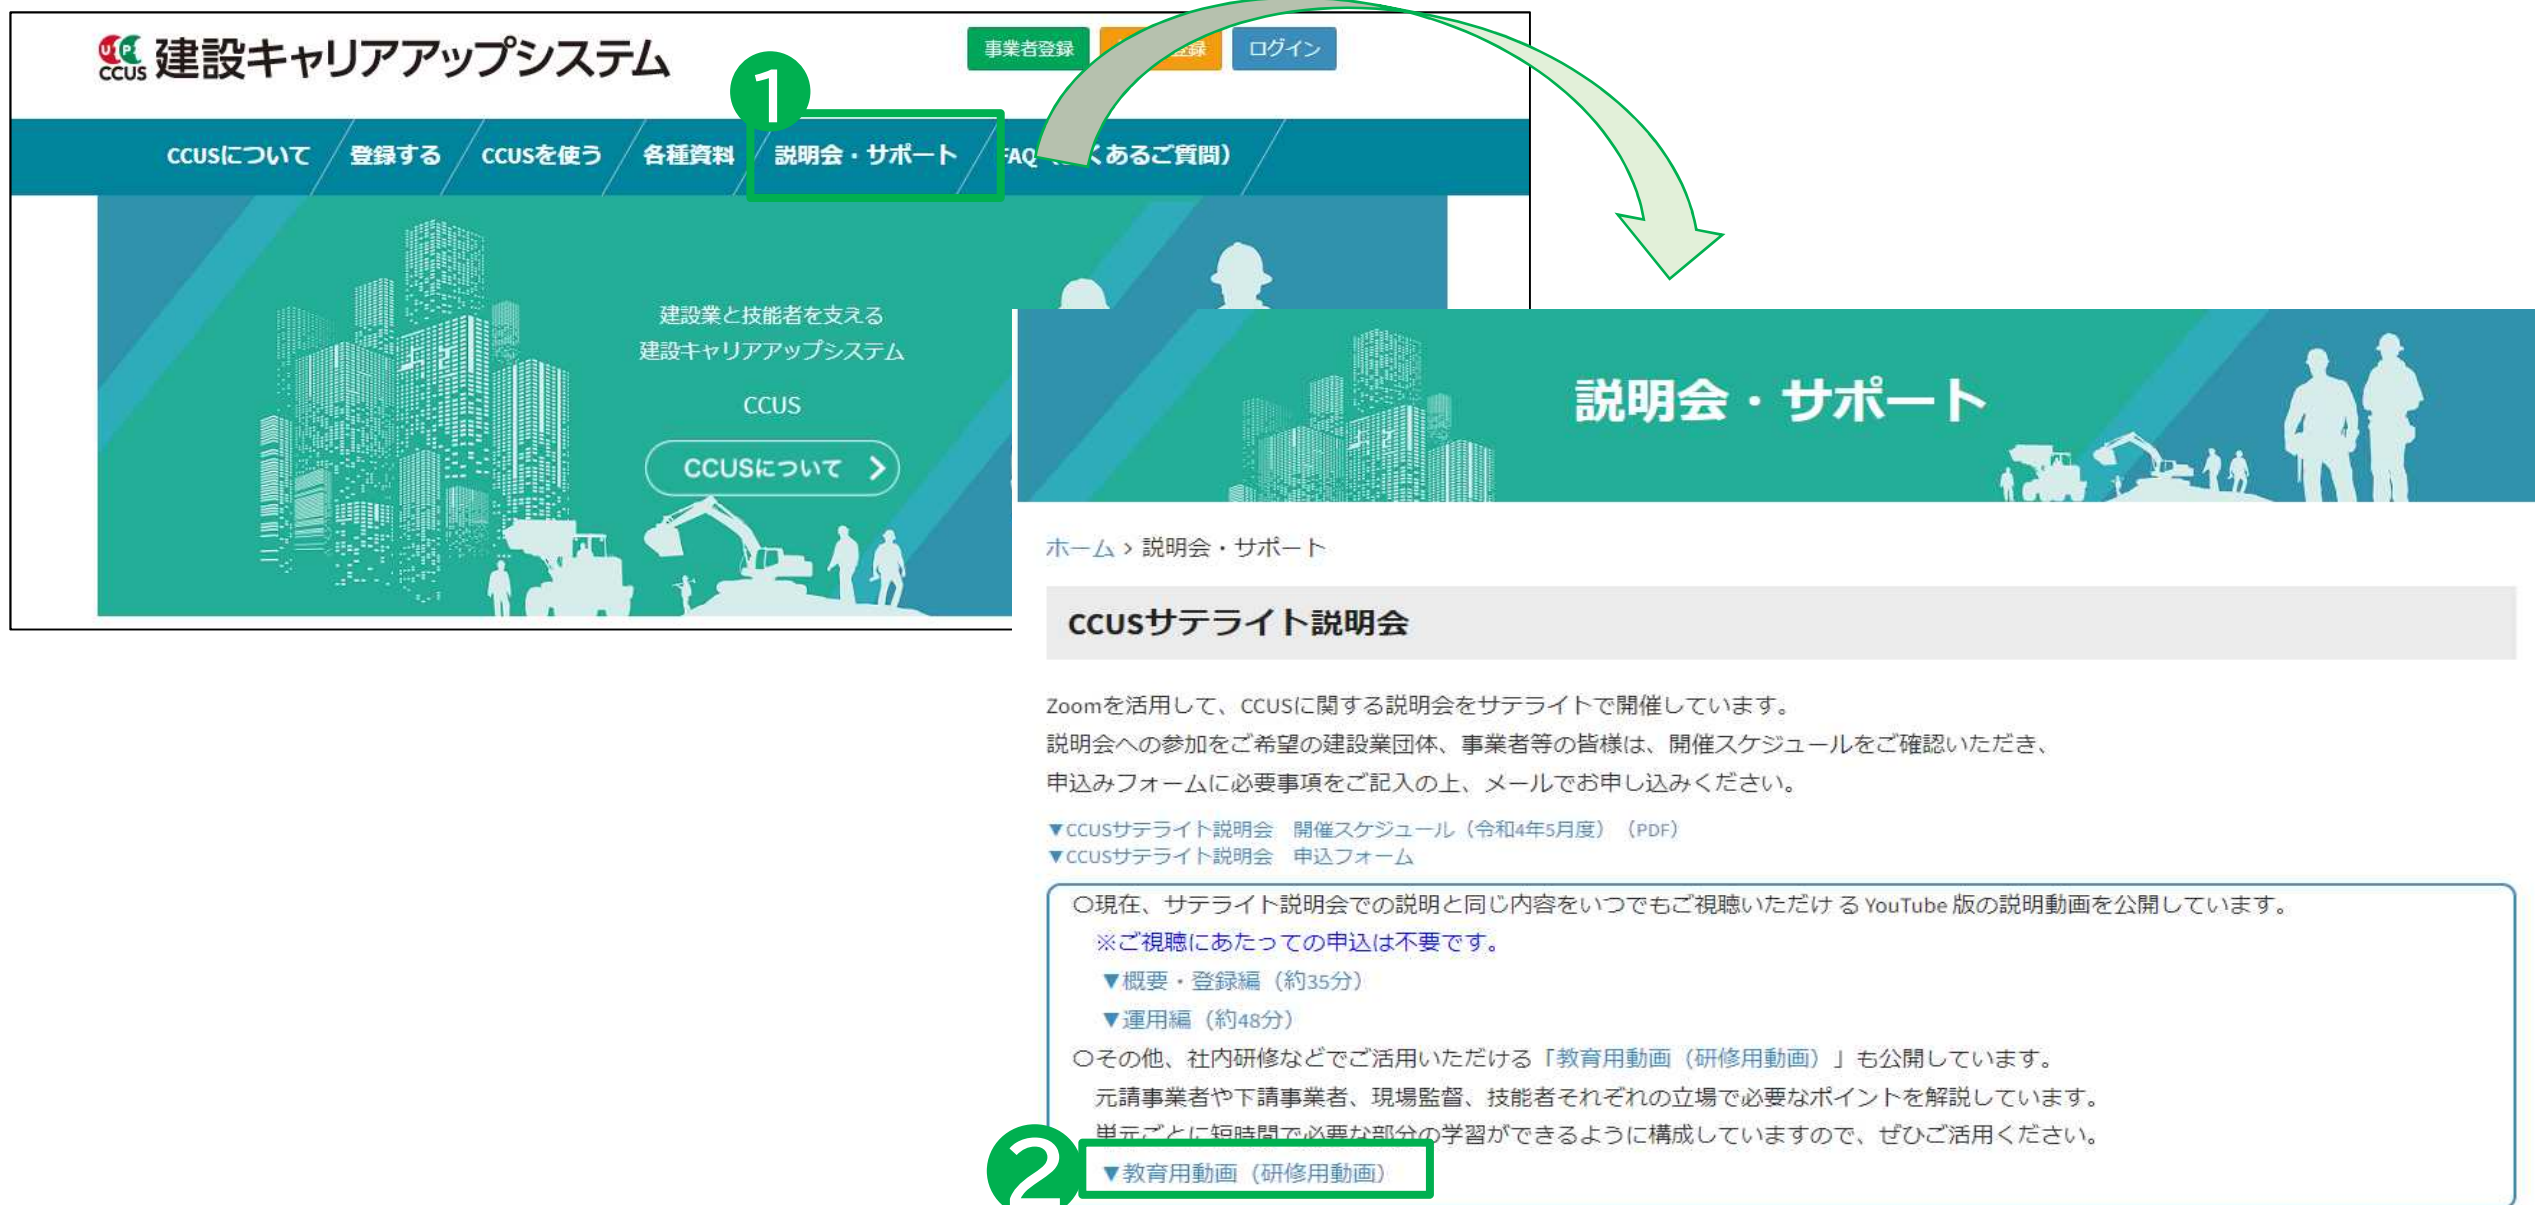 CCUS 建設キャリアアップシステム
事業者登録 登録 ログイン
1
CCUSについて 登録する CCUSを使う 各種資料 説明会・サポート くあるご質問）
建設業と技能者を支える
建設キャリアアップシステム
CCUS
CCUSについて
説明会・サポート
ホーム > 説明会・サポート
CCUSサテライト説明会
Zoomを活用して、CCUSに関する説明会をサテライトで開催しています。
説明会への参加をご希望の建設業団体、事業者等の皆様は、開催スケジュールをご確認いただき、
申込みフォームに必要事項をご記入の上、メールでお申し込みください。
▼CCUSサテライト説明会　開催スケジュール（令和4年5月度）（PDF）
▼CCUSサテライト説明会　申込フォーム
〇現在、サテライト説明会での説明と同じ内容をいつでもご視聴いただけ る YouTube 版の説明動画を公開しています。
※ご視聴にあたっての申込は不要です。
▼概要・登録編（約35分）
▼運用編（約48分）
〇その他、社内研修などでご活用いただける「教育用動画（研修用動画）」も公開しています。
元請事業者や下請事業者、現場監督、技能者それぞれの立場で必要なポイントを解説しています。
単元ごとに短時間で必要な部分の学習ができるように構成していますので、ぜひご活用ください。
2
▼教育用動画（研修用動画）